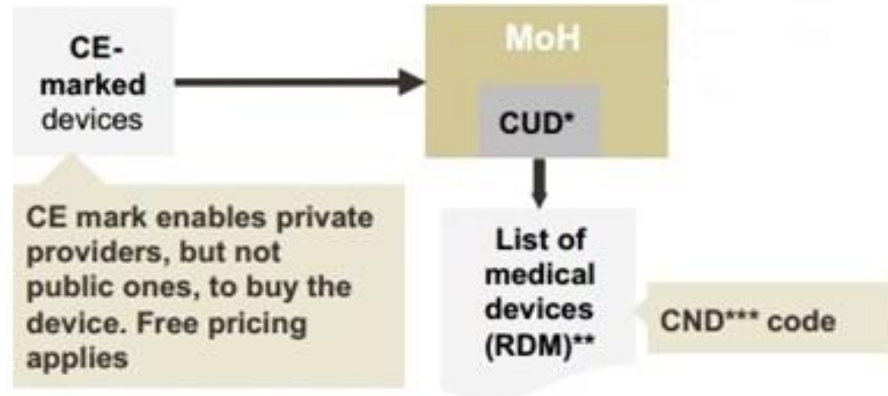 CE-
marked
devices
MoH
CUD*
CE mark enables private
providers, but not
public ones, to buy the
device. Free pricing
applies
List of
medical
devices
(RDM)**
CND*** code